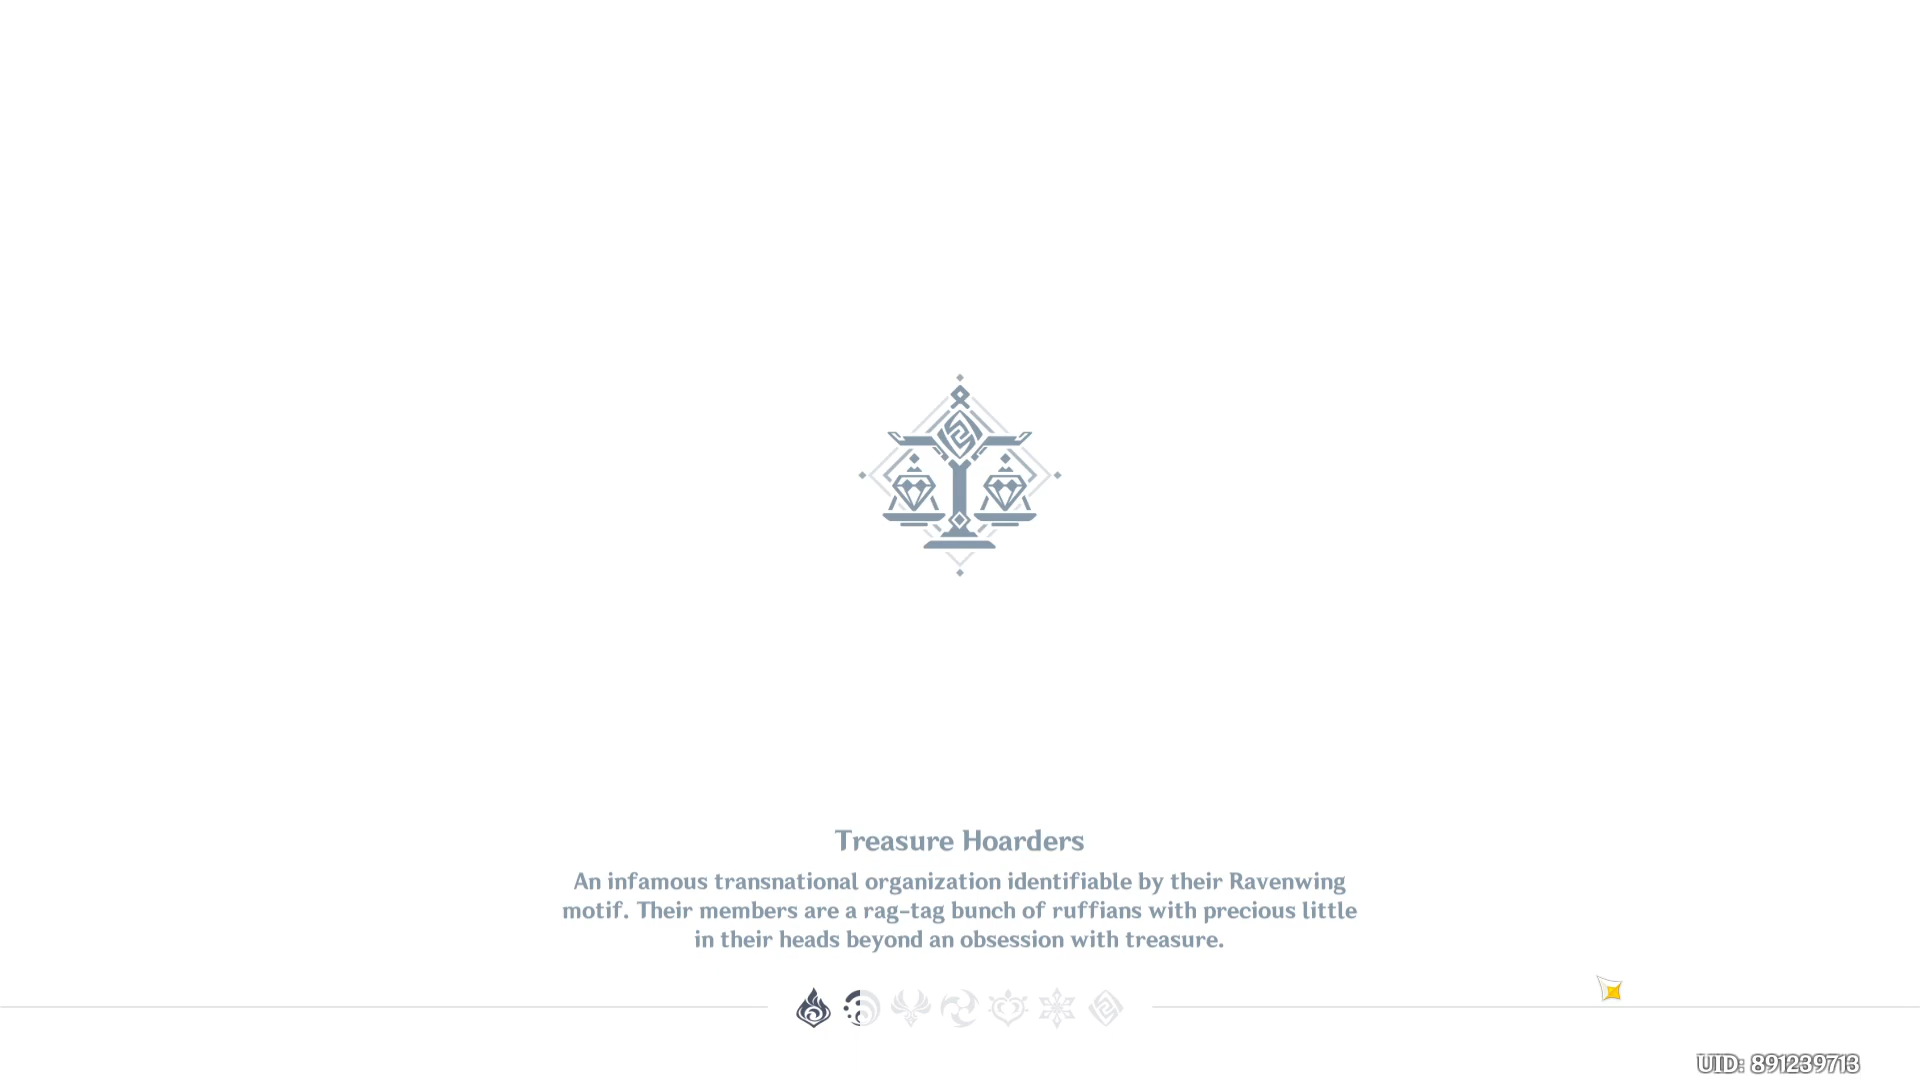 Treasure Hoarders
An infamous transnational organization identifiable by their Ravenwing
motif. Their members are a rag-tag bunch of ruffians with precious little
in their heads beyond an obsession with treasure.
UID: 891239713